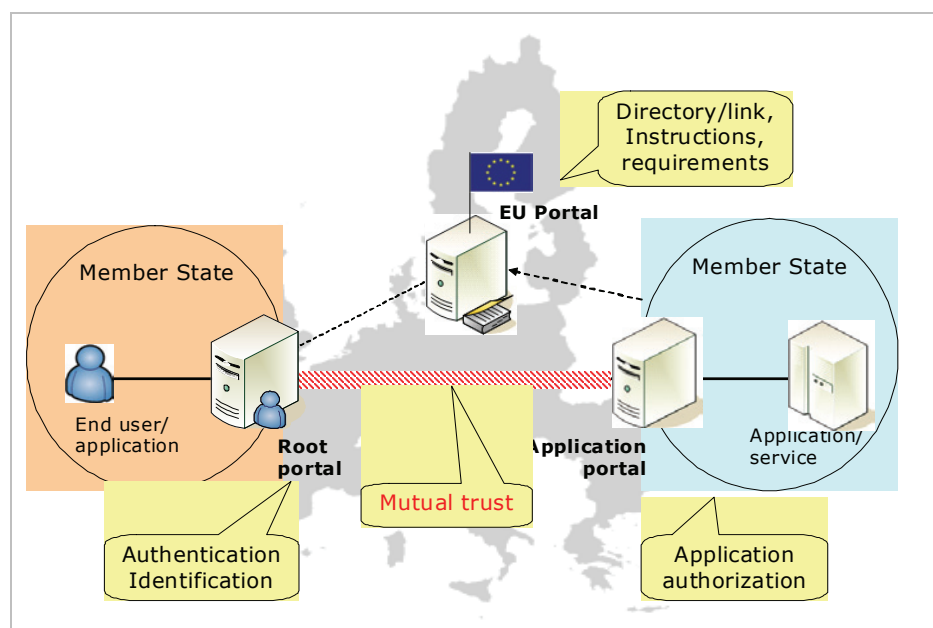 Directory/link,
Instructions,
requirements
EU Portal
Member State
Member State
End user/
application
Root
portal
Application
portal
Application/
service
Mutual trust
Authentication
Identification
Application
authorization